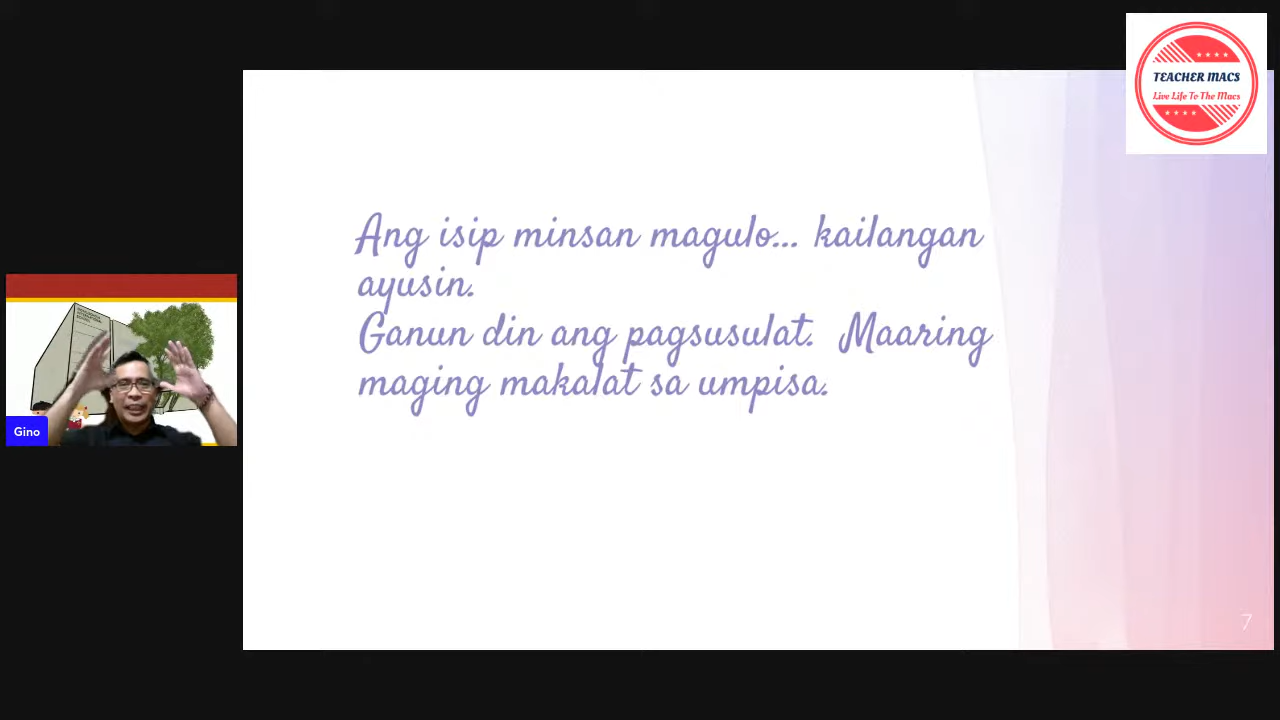 TEACHER MACS
Live Life To The Macs
Ang isip minsan magulo... kailangan
ayusin.
Ganun din ang pagsusulat. Maaring
maging makalat sa umpisa.
Gino
7